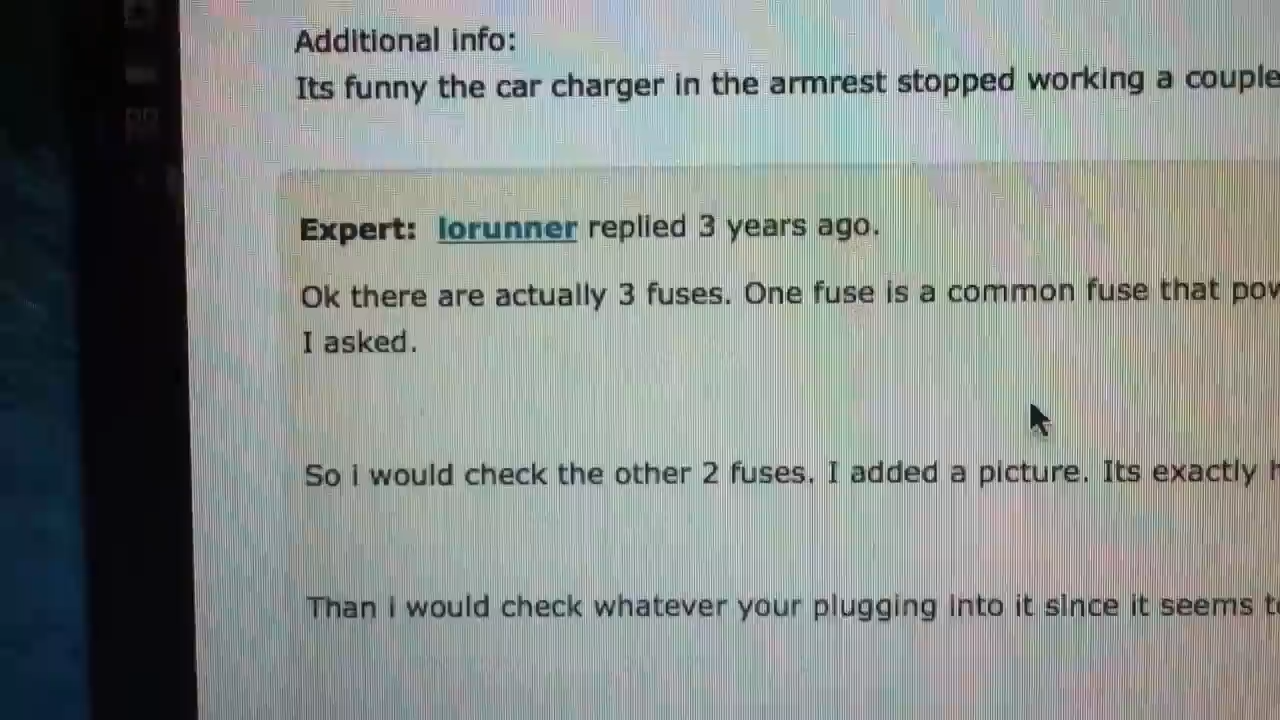 Additional info:
Its funny the car charger in the armrest stopped working a couple
Expert: lorunner replied 3 years ago.
Ok there are actually 3 fuses. One fuse is a common fuse that pow
I asked.
So i would check the other 2 fuses. I added a picture. Its exactly h
Than i would check whatever your plugging into it since it seems to